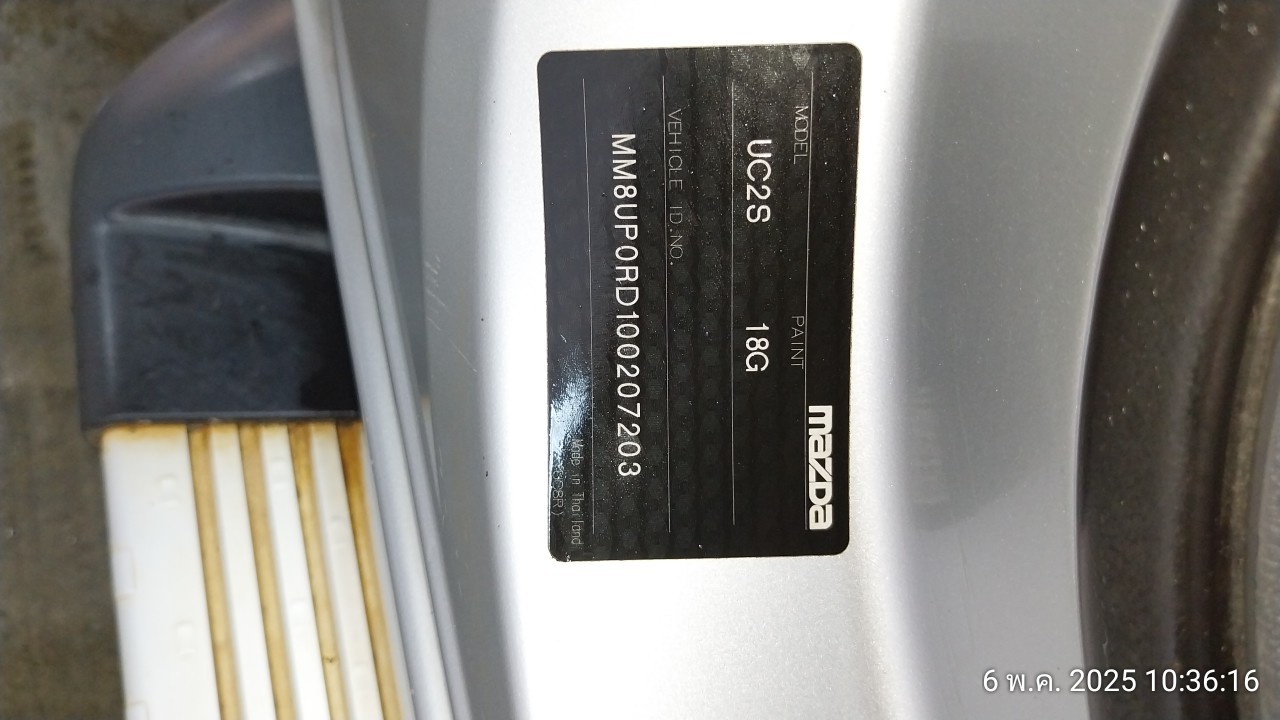 mazda
MODEL PAINT
UC2S 18G
VEHICLE ID.NO.
MM8UP0RD100207203
Made in Thailand
6 พ.ค. 2025 10:36:16